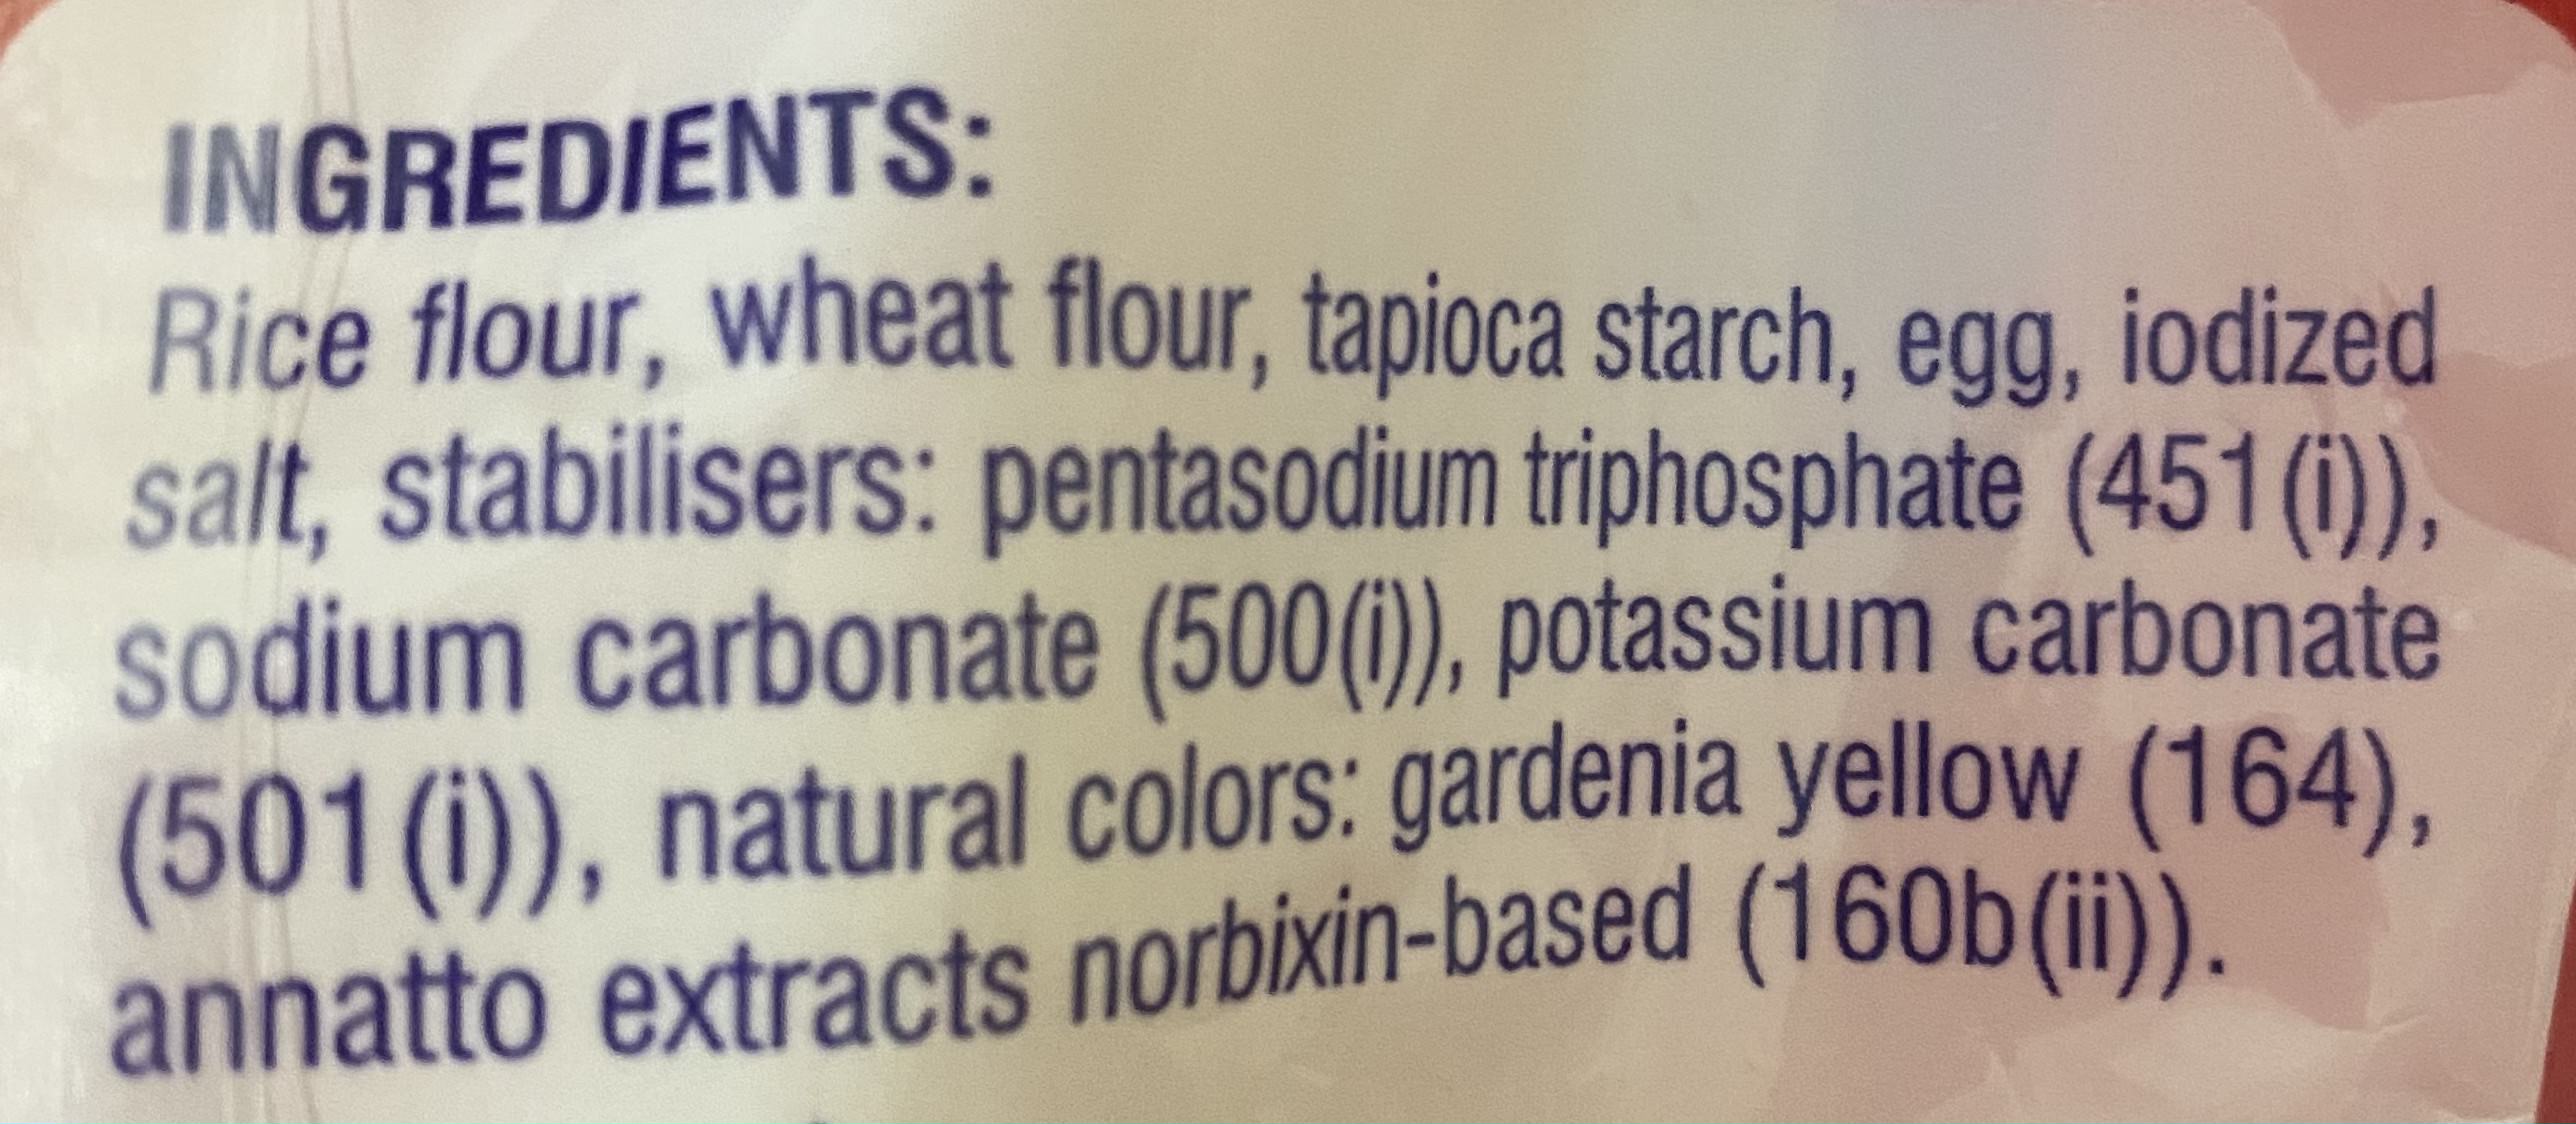 INGREDIENTS:
Rice flour, wheat flour, tapioca starch, egg, iodized
salt, stabilisers: pentasodium triphosphate (451(i)),
sodium carbonate (500(i)), potassium carbonate
(501(i)), natural colors: gardenia yellow (164),
annatto extracts norbixin-based (160b(ii)).